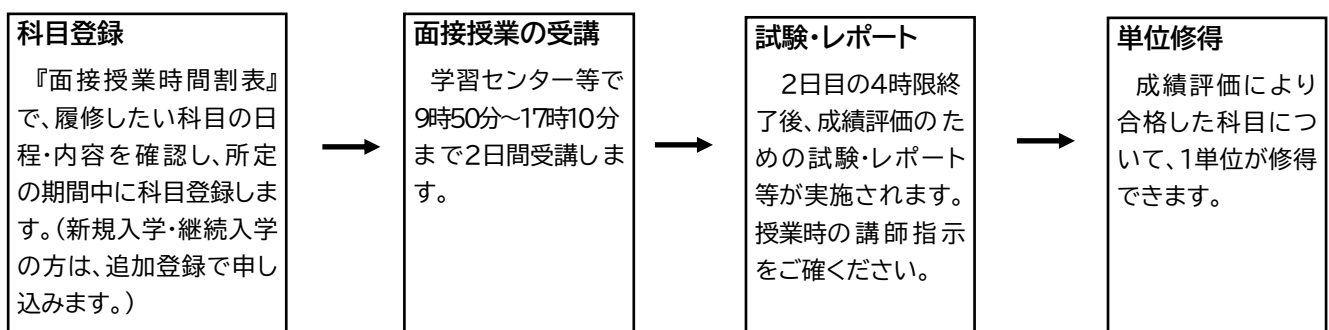 科目登録
『面接授業時間割表』
で、履修したい科目の日
程・内容を確認し、所定
の期間中に科目登録しま
す。(新規入学・継続入学
の方は、追加登録で申し
込みます。)
面接授業の受講
学習センター等で
9時50分～17時10分
まで2日間受講しま
す。
試験・レポート
2日目の4時限終
了後、成績評価のた
めの試験・レポート
等が実施されます。
授業時の講師指示
をご確ください。
単位修得
成績評価により
合格した科目につ
いて、1単位が修得
できます。